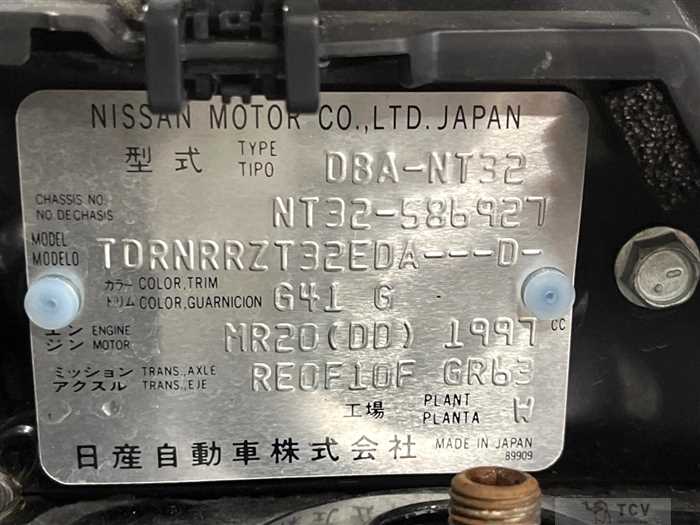 NISSAN MOTOR CO.,LTD. JAPAN
型式 TYPE TIPO DBA-NT32
CHASSIS NO. NO DE CHASIS NT32-586927
MODEL MODELO TDRNRRZT32EDA---D-
カラー COLOR, TRIM
トリム COLOR, GUARNICION G41 G
エン ENGINE
ジン MOTOR MR20(DD) 1997 CC
ミッション TRANS., AXLE
アクスル TRANS., EJE RE0F10F GR63
工場 PLANT PLANTA W
日産自動車株式会社 MADE IN JAPAN
89909
TCV